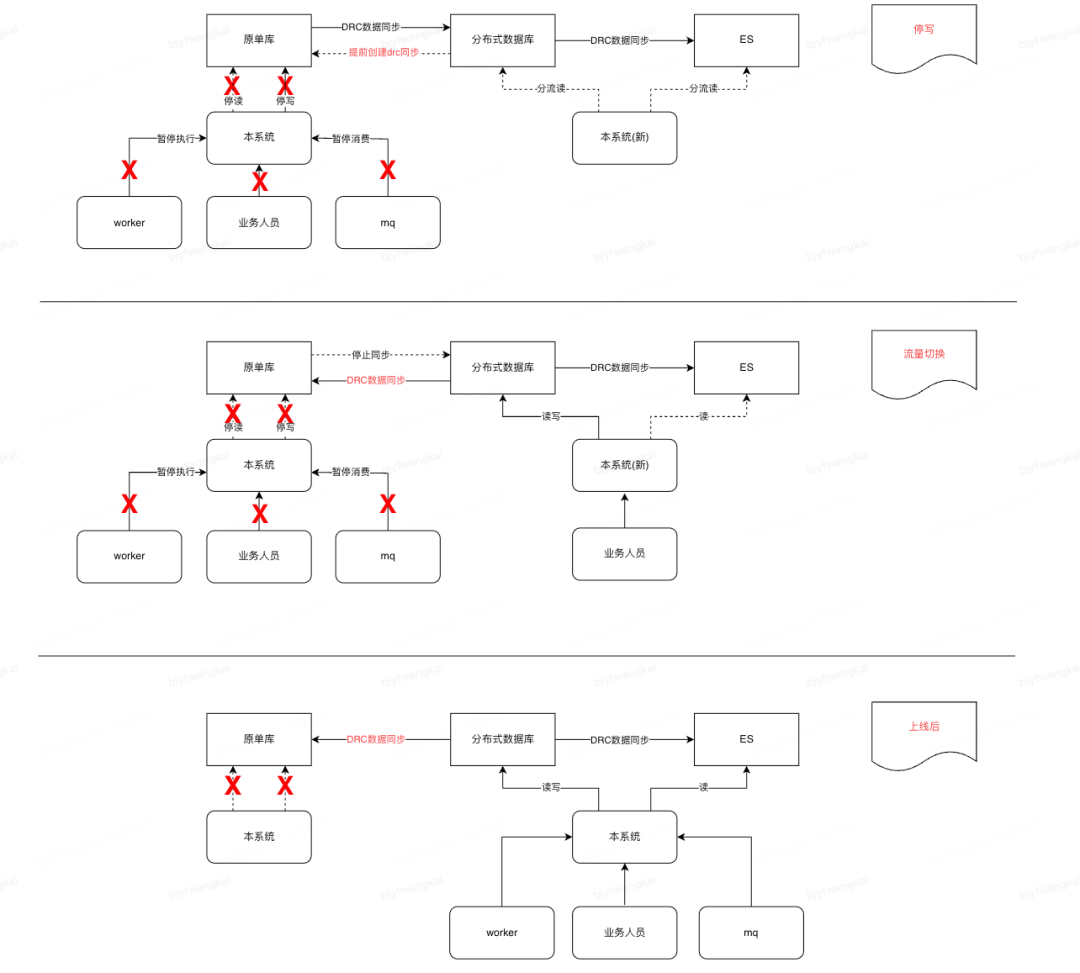 原单库
DRC数据同步
提前创建drc同步
分布式数据库
DRC数据同步
ES
停写
停读
停写
分流读
分流读
暂停执行
本系统
暂停消费
本系统(新)
worker
业务人员
mq
原单库
停止同步
DRC数据同步
分布式数据库
DRC数据同步
ES
流量切换
停读
停写
读写
读
暂停执行
本系统
暂停消费
本系统(新)
worker
业务人员
mq
业务人员
原单库
DRC数据同步
分布式数据库
DRC数据同步
ES
上线后
读写
读
本系统
本系统
worker
业务人员
mq
bjyfwangkai